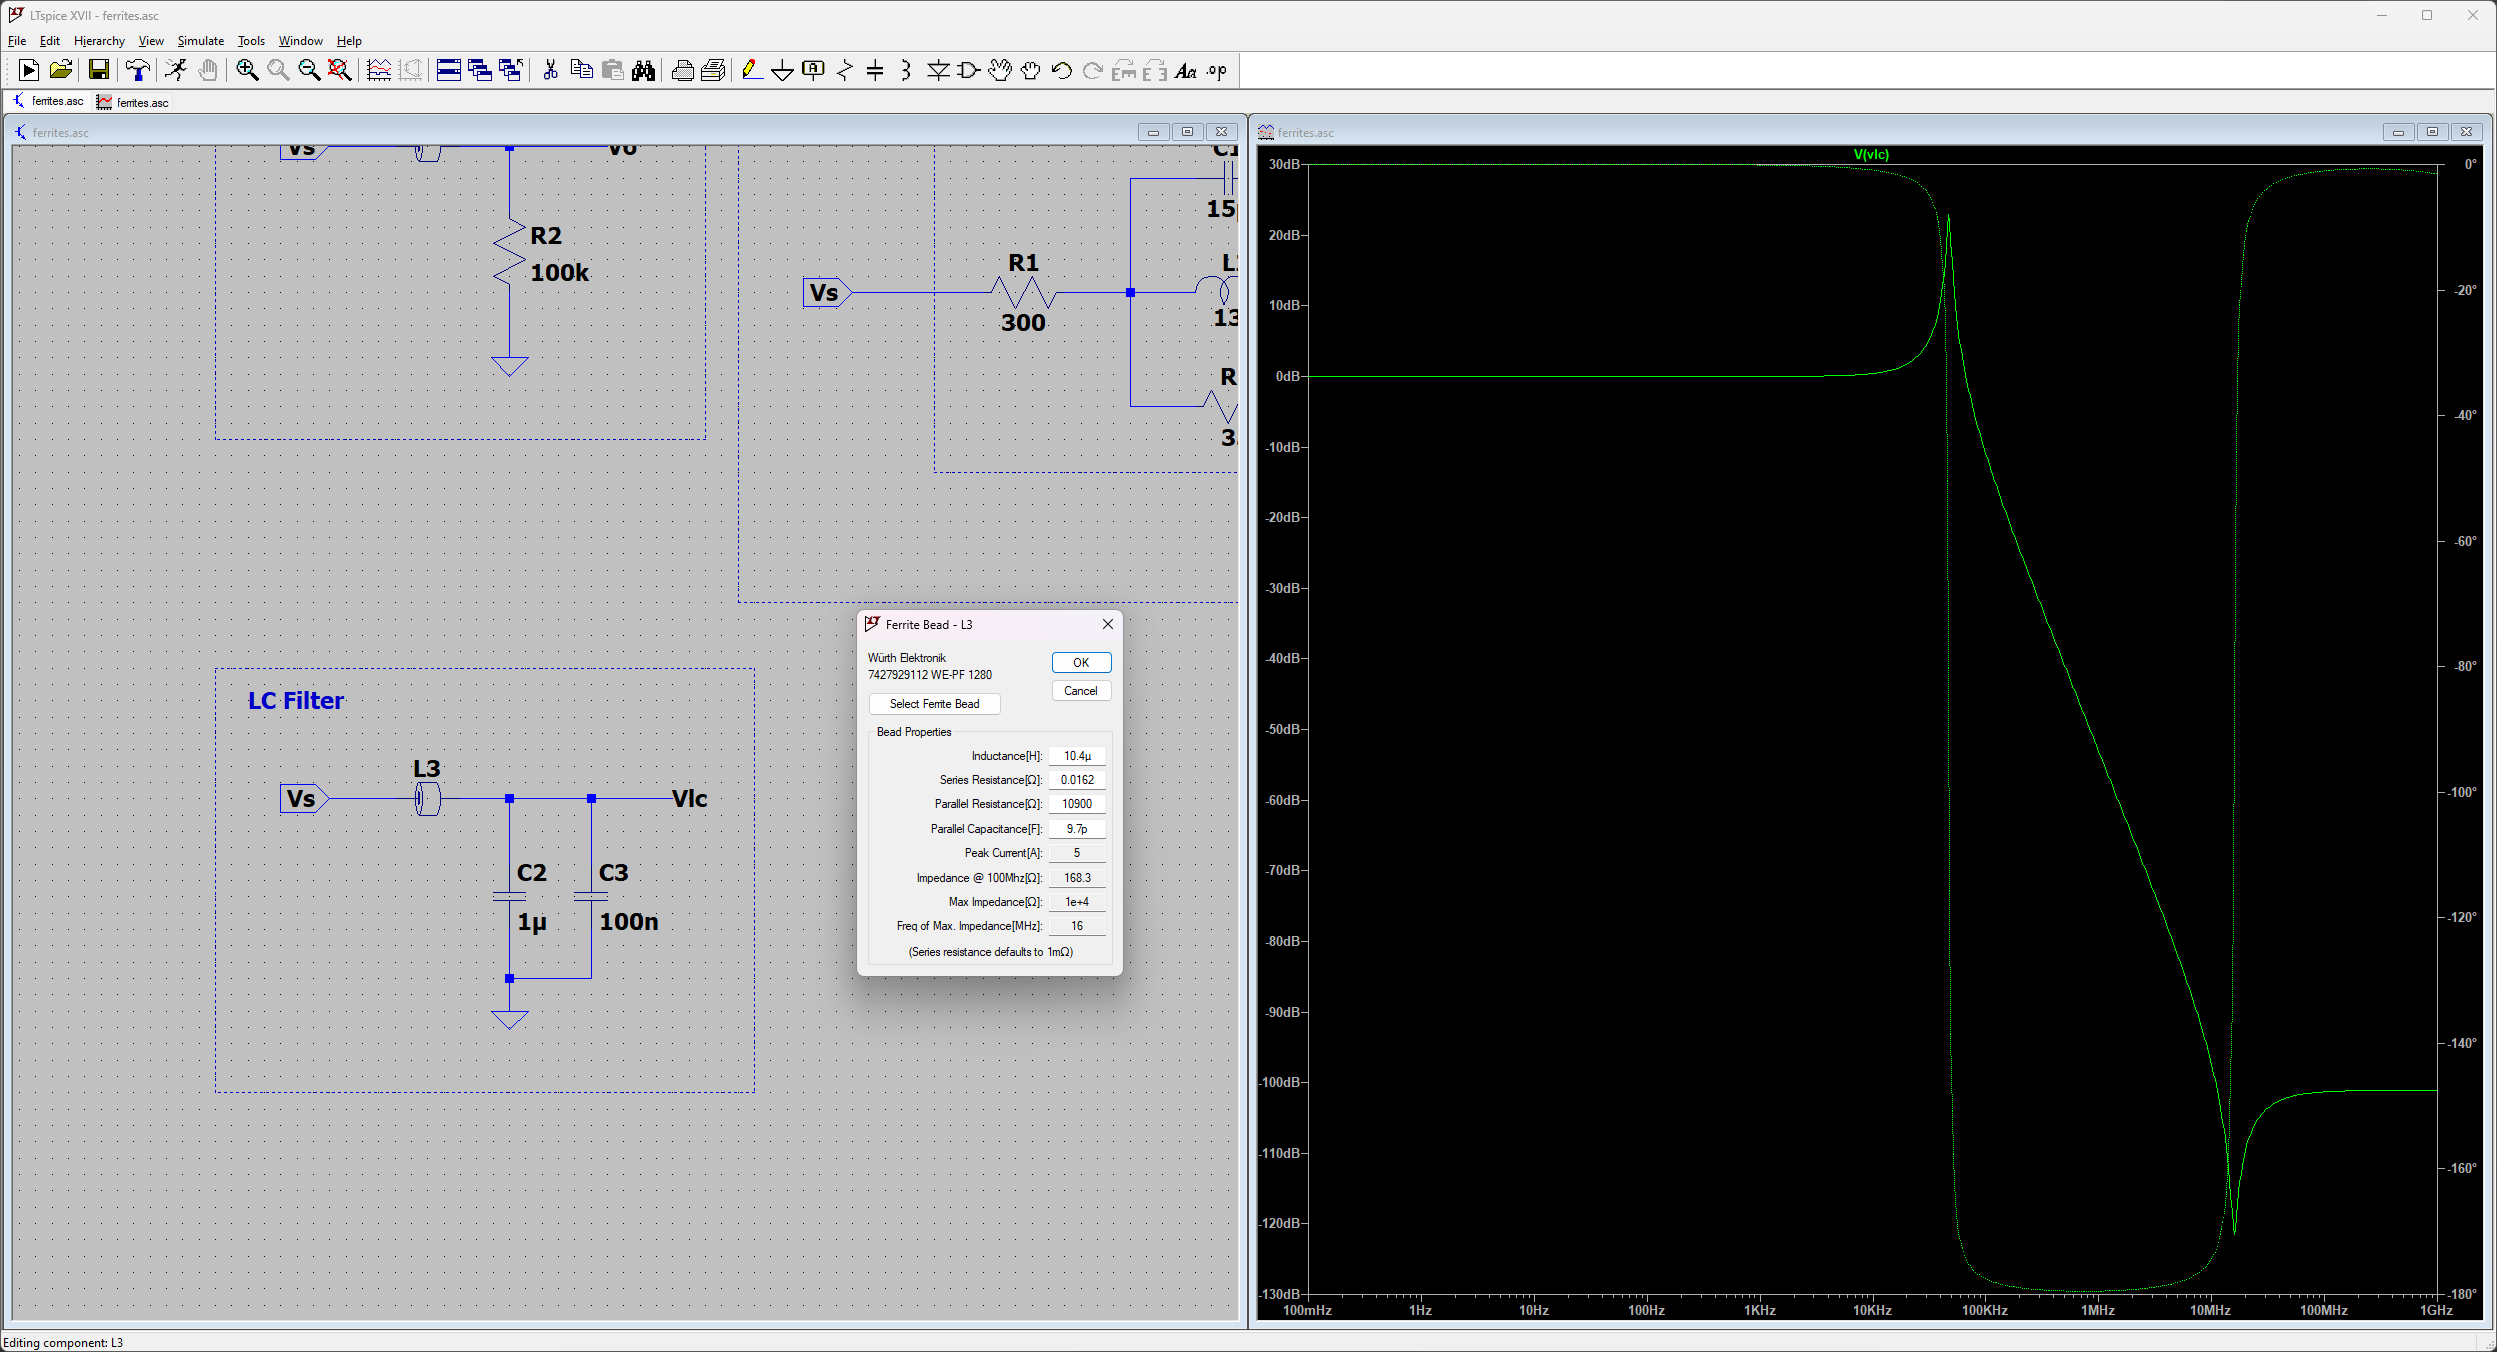 LTspice XVII - ferrites.asc
File Edit Hierarchy View Simulate Tools Window Help
ferrites.asc ferrites.asc
ferrites.asc
Vs Vo
R2
100k
C1
Vs
R1
300
LC Filter
Vs
L3
Vlc
C2
1µ
C3
100n
Ferrite Bead - L3
Würth Elektronik
7427929112 WE-PF 1280
OK
Cancel
Select Ferrite Bead
Bead Properties
Inductance[H]: 10.4µ
Series Resistance[Ω]: 0.0162
Parallel Resistance[Ω]: 10900
Parallel Capacitance[F]: 9.7p
Peak Current[A]: 5
Impedance @ 100Mhz[Ω]: 168.3
Max Impedance[Ω]: 1e+4
Freq of Max. Impedance[MHz]: 16
(Series resistance defaults to 1mΩ)
ferrites.asc
V(vlc)
30dB
20dB
10dB
0dB
-10dB
-20dB
-30dB
-40dB
-50dB
-60dB
-70dB
-80dB
-90dB
-100dB
-110dB
-120dB
-130dB
0°
-20°
-40°
-60°
-80°
-100°
-120°
-140°
-160°
-180°
100mHz 1Hz 10Hz 100Hz 1KHz 10KHz 100KHz 1MHz 10MHz 100MHz 1GHz
Editing component: L3